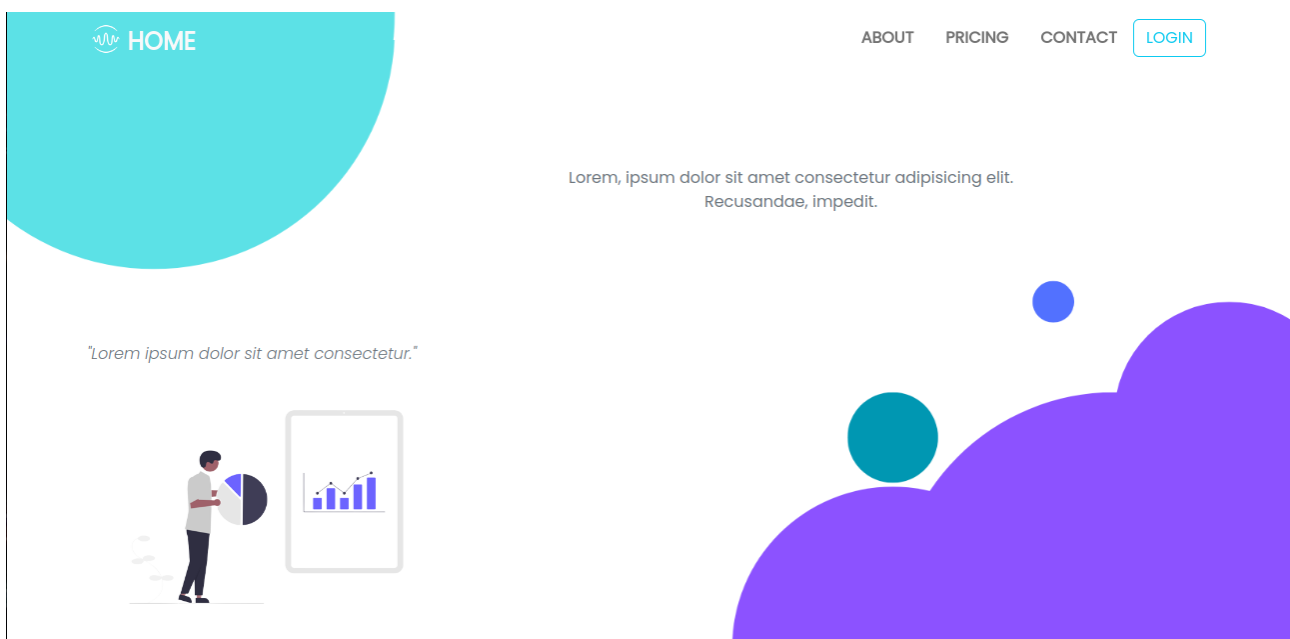 HOME
ABOUT PRICING CONTACT LOGIN
Lorem, ipsum dolor sit amet consectetur adipisicing elit.
Recusandae, impedit.
"Lorem ipsum dolor sit amet consectetur."